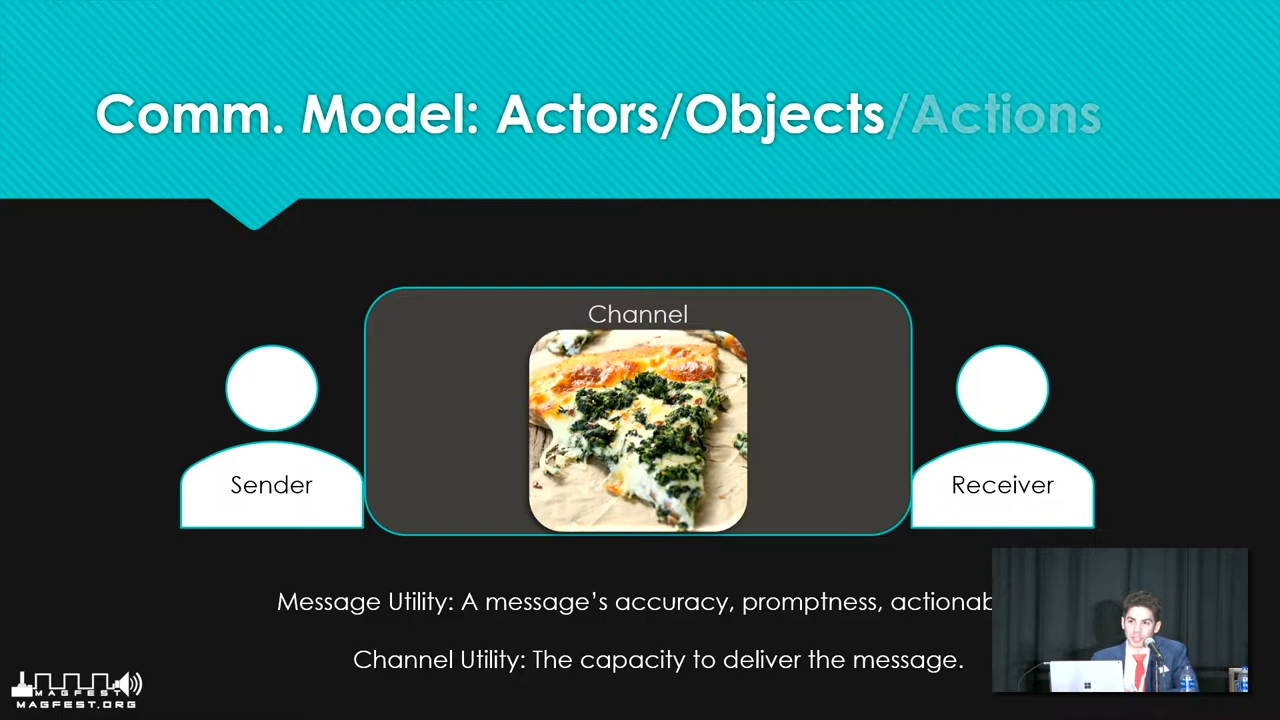 Comm. Model: Actors/Objects/Actions
Channel
Sender
Receiver
Message Utility: A message's accuracy, promptness,
Channel Utility: The capacity to deliver the message.
MAGFEST
MAGFEST.ORG